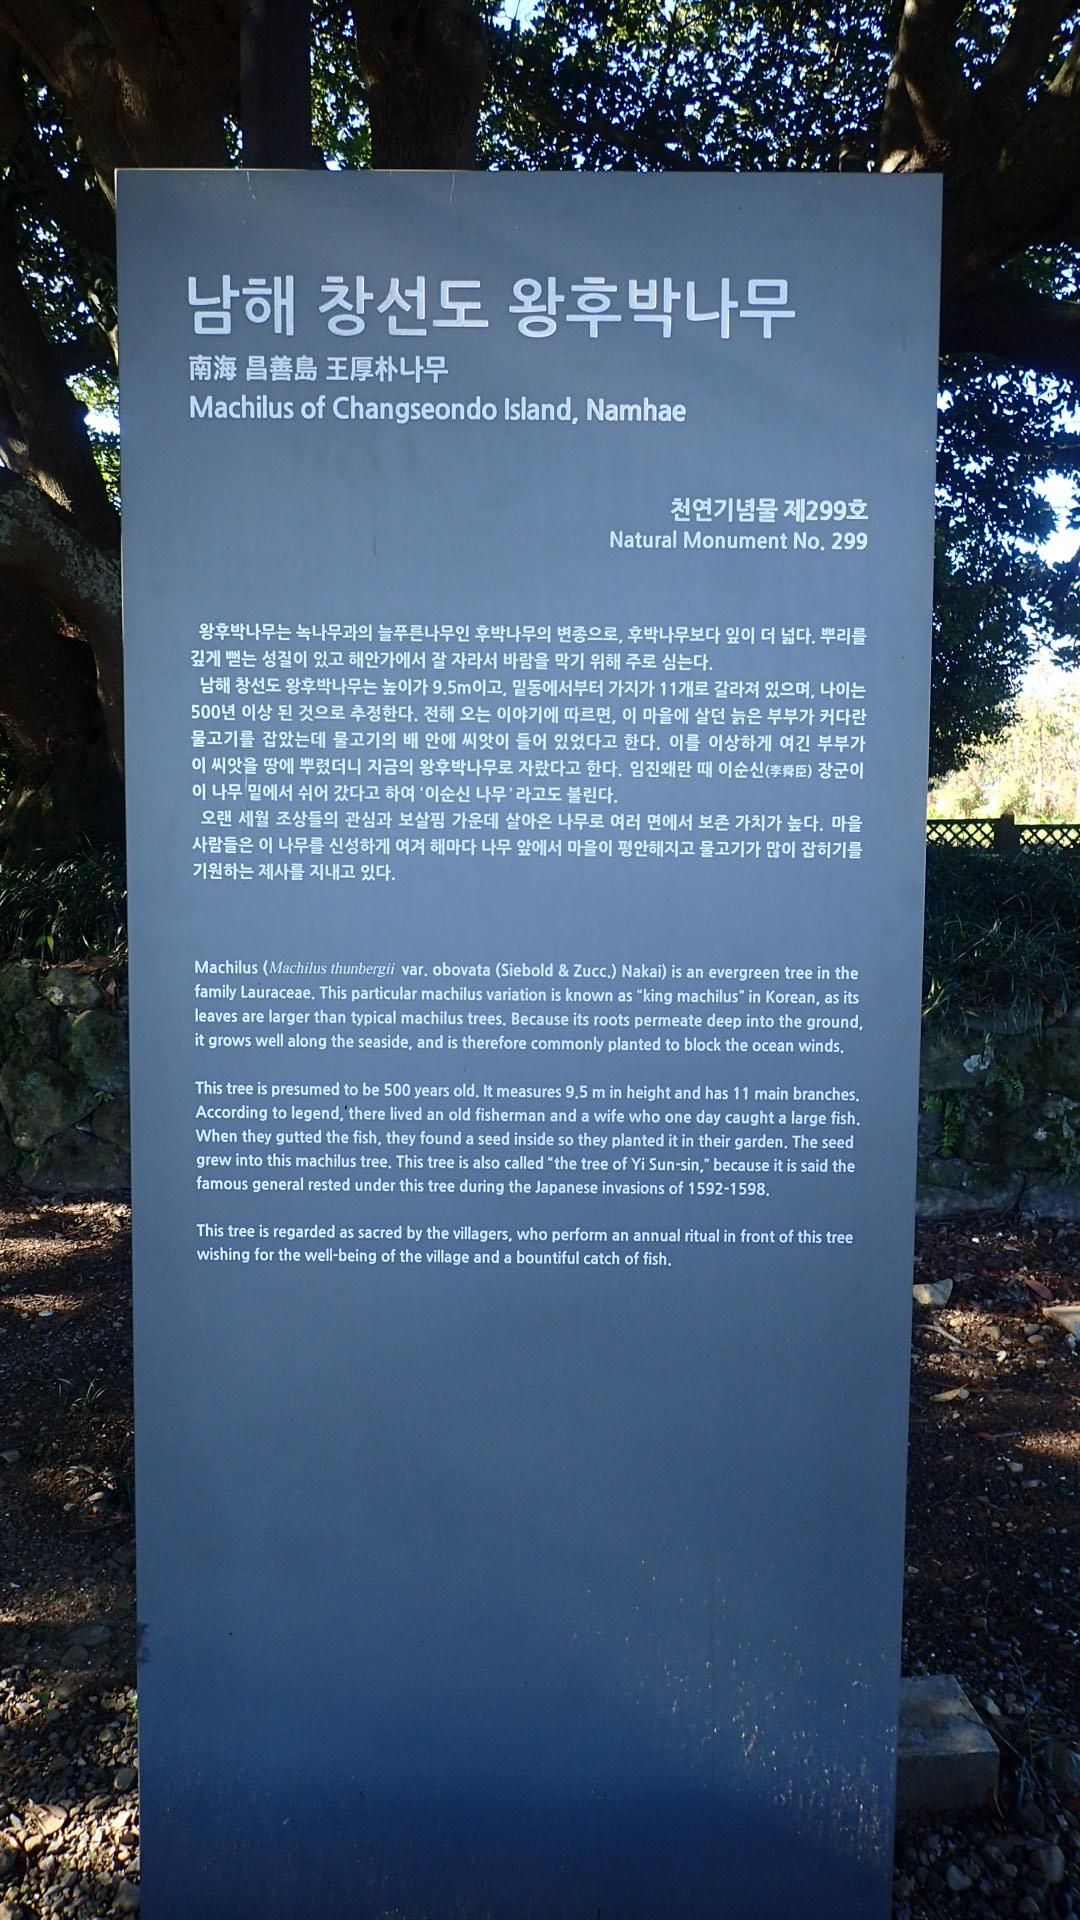 남해 창선도 왕후박나무
南海 昌善島 王厚朴나무
Machilus of Changseondo Island, Namhae
천연기념물 제299호
Natural Monument No. 299
왕후박나무는 녹나무과의 늘푸른나무인 후박나무의 변종으로, 후박나무보다 잎이 더 넓다. 뿌리를
깊게 뻗는 성질이 있고 해안가에서 잘 자라서 바람을 막기 위해 주로 심는다.
남해 창선도 왕후박나무는 높이가 9.5m이고, 밑동에서부터 가지가 11개로 갈라져 있으며, 나이는
500년 이상 된 것으로 추정한다. 전해 오는 이야기에 따르면, 이 마을에 살던 늙은 부부가 커다란
물고기를 잡았는데 물고기의 배 안에 씨앗이 들어 있었다고 한다. 이를 이상하게 여긴 부부가
이 씨앗을 땅에 뿌렸더니 지금의 왕후박나무로 자랐다고 한다. 임진왜란 때 이순신(李舜臣) 장군이
이 나무 밑에서 쉬어 갔다고 하여 ‘이순신 나무’라고도 불린다.
오랜 세월 조상들의 관심과 보살핌 가운데 살아온 나무로 여러 면에서 보존 가치가 높다. 마을
사람들은 이 나무를 신성하게 여겨 해마다 나무 앞에서 마을이 평안해지고 물고기가 많이 잡히기를
기원하는 제사를 지내고 있다.
Machilus (Machilus thunbergii var. obovata (Siebold & Zucc.) Nakai) is an evergreen tree in the
family Lauraceae. This particular machilus variation is known as “king machilus” in Korean, as its
leaves are larger than typical machilus trees. Because its roots permeate deep into the ground,
it grows well along the seaside, and is therefore commonly planted to block the ocean winds.
This tree is presumed to be 500 years old. It measures 9.5 m in height and has 11 main branches.
According to legend, there lived an old fisherman and a wife who one day caught a large fish.
When they gutted the fish, they found a seed inside so they planted it in their garden. The seed
grew into this machilus tree. This tree is also called “the tree of Yi Sun-sin,” because it is said the
famous general rested under this tree during the Japanese invasions of 1592-1598.
This tree is regarded as sacred by the villagers, who perform an annual ritual in front of this tree
wishing for the well-being of the village and a bountiful catch of fish.